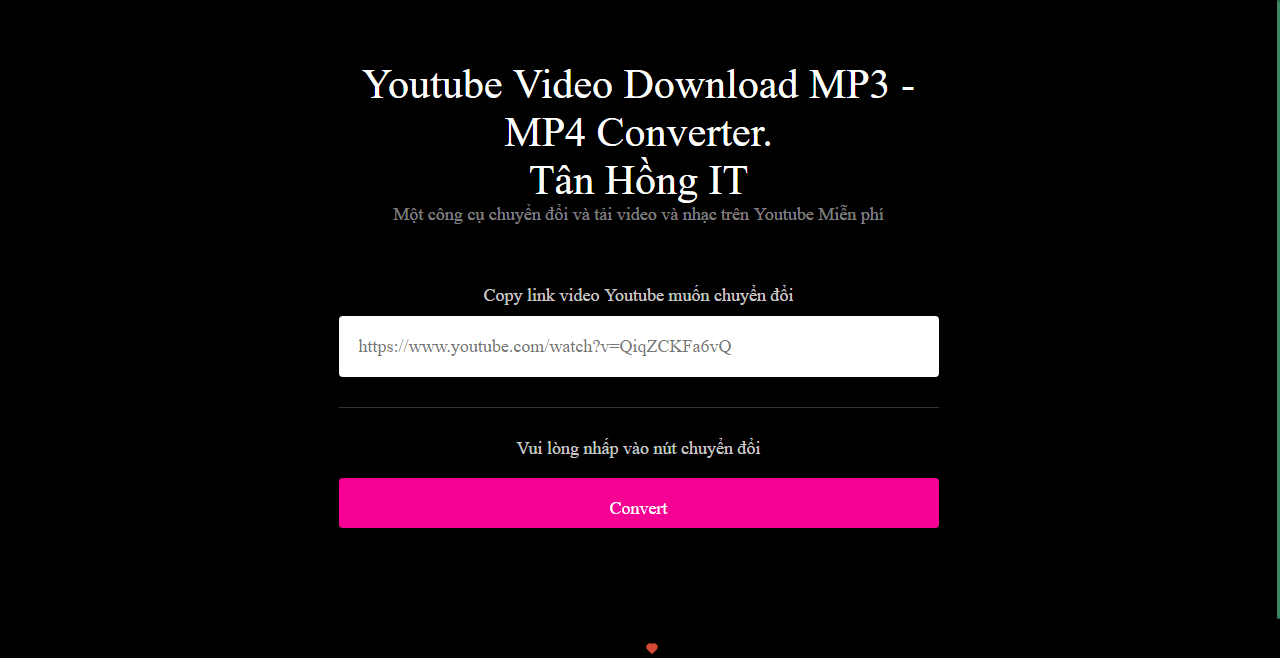 Youtube Video Download MP3 -
MP4 Converter.
Tân Hồng IT
Một công cụ chuyển đổi và tải video và nhạc trên Youtube Miễn phí
Copy link video Youtube muốn chuyển đổi
https://www.youtube.com/watch?v=QiqZCKFa6vQ
Vui lòng nhấp vào nút chuyển đổi
Convert